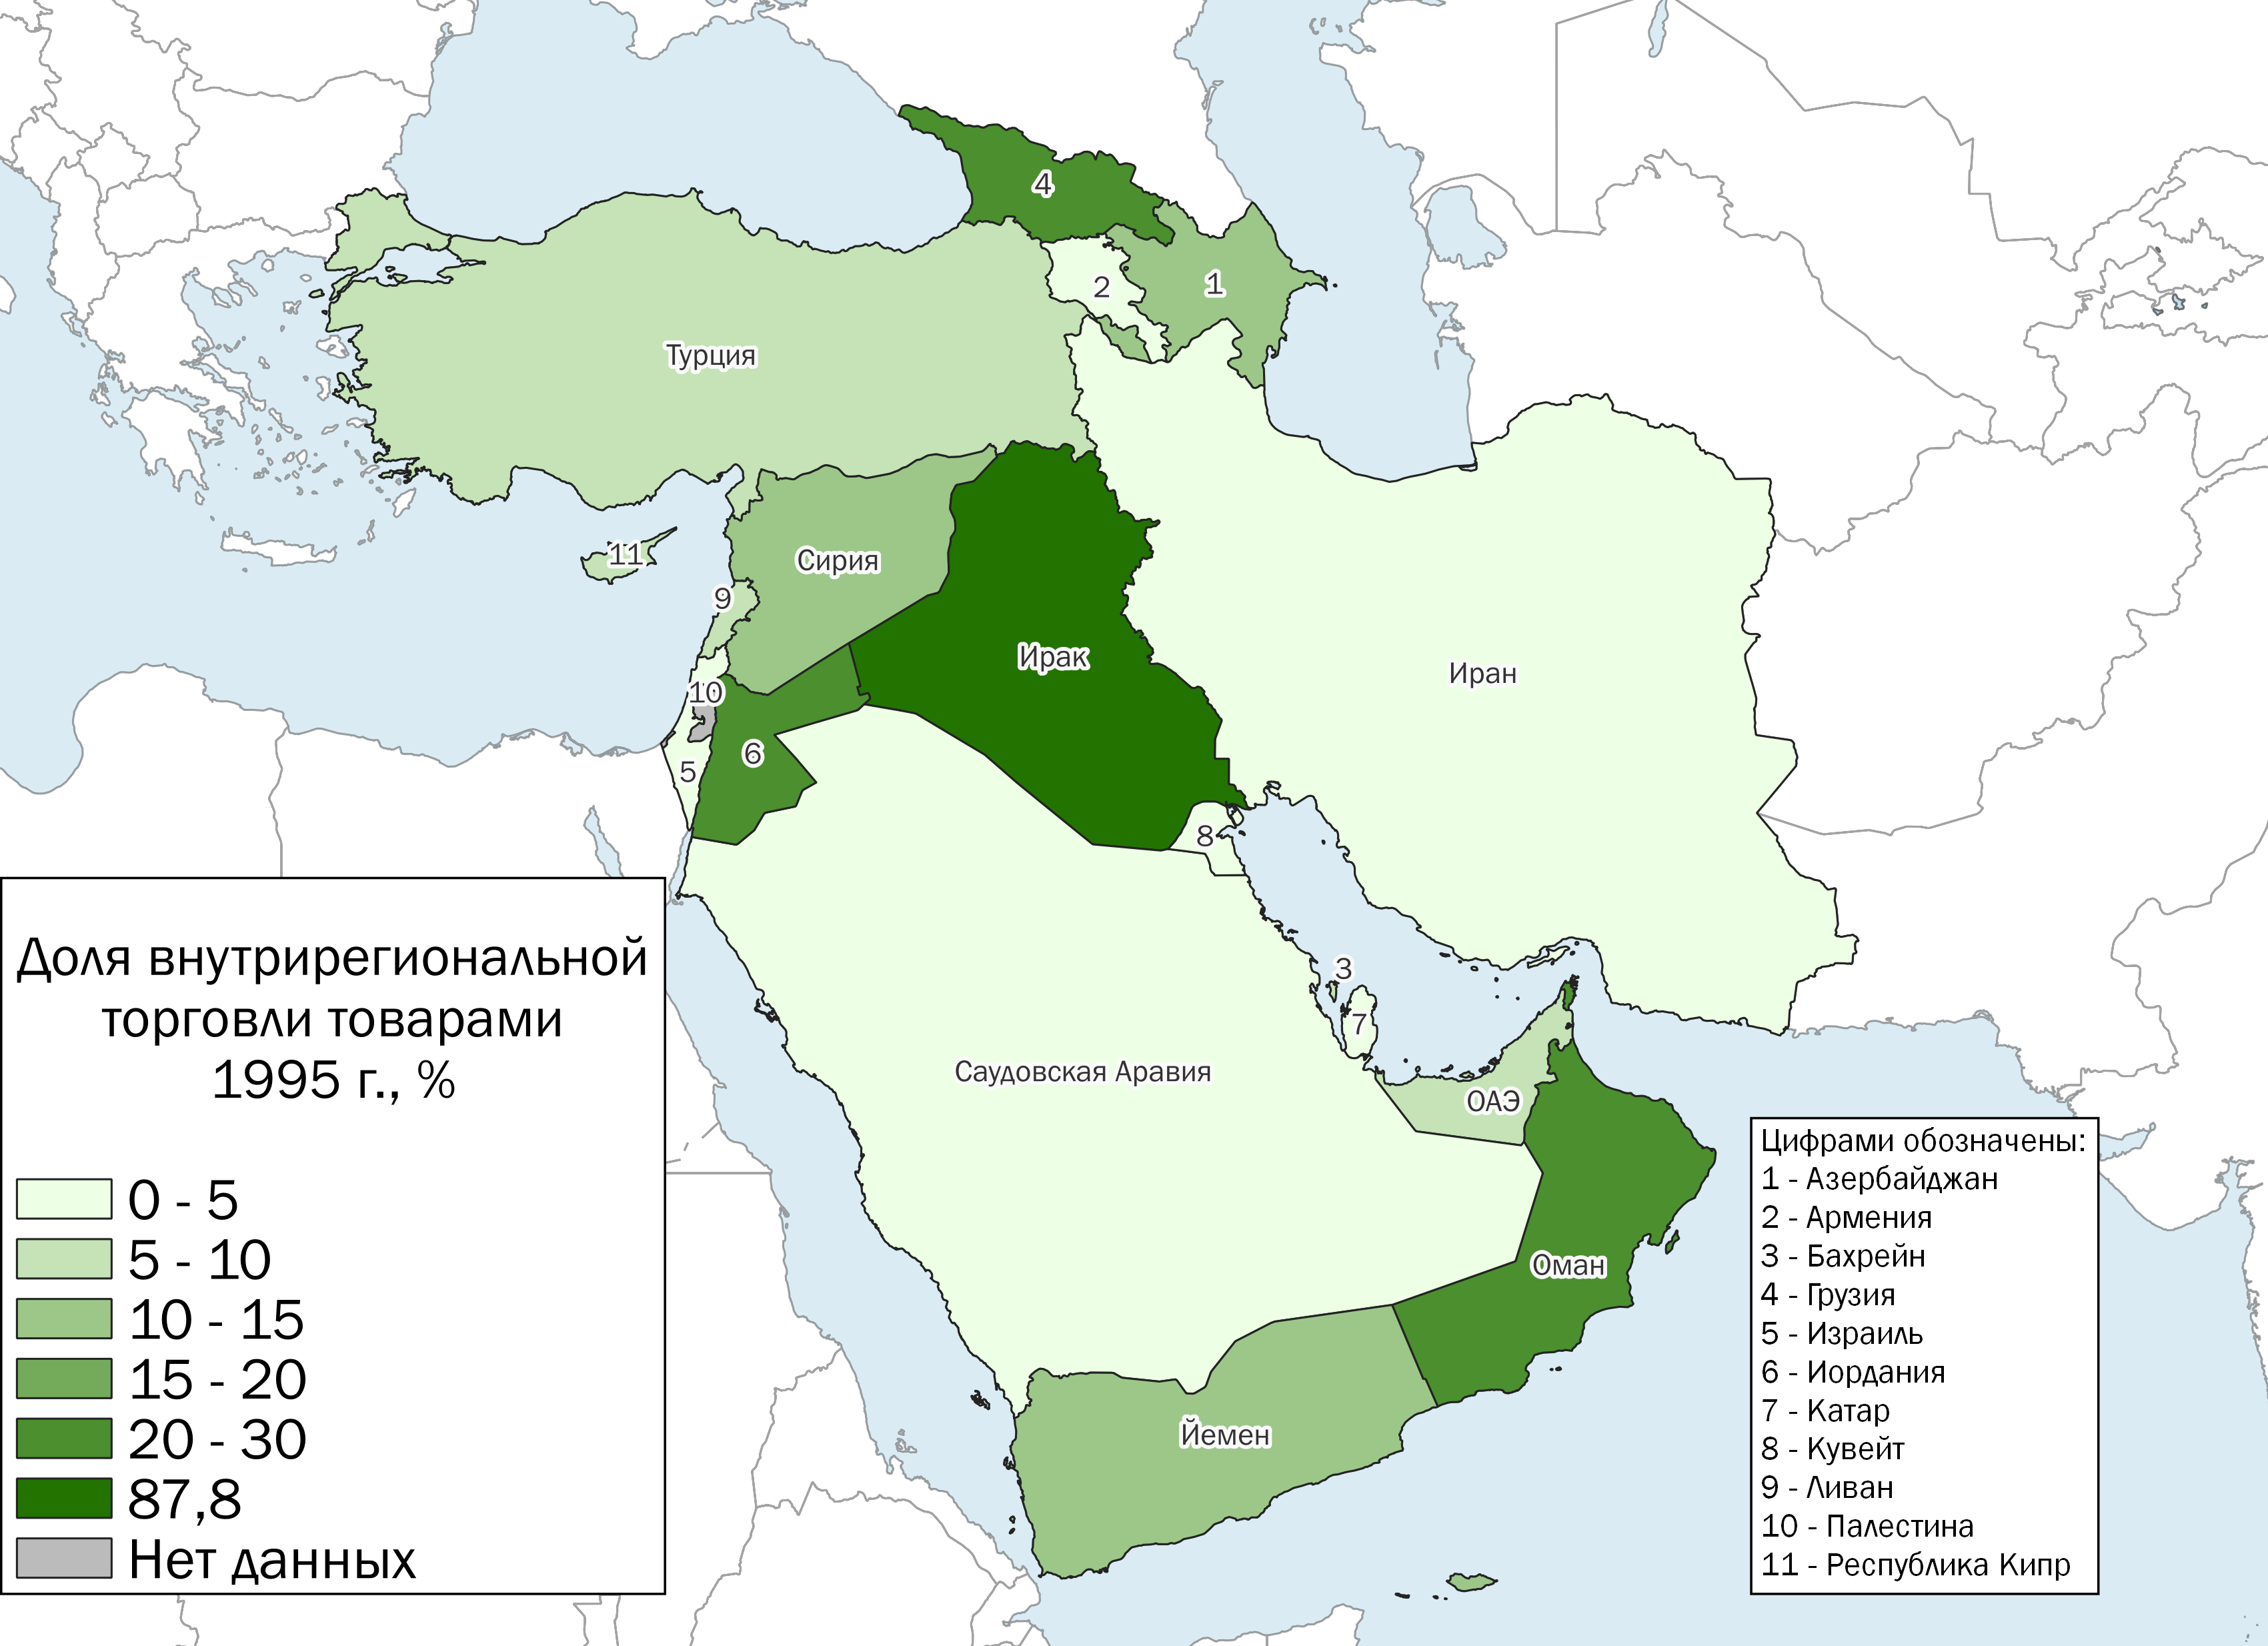 4
1
2
Турция
Сирия
11
9
Ирак
Иран
10
6
5
8
3
7
Саудовская Аравия
ОАЭ
Оман
Йемен
Доля внутрирегиональной
торговли товарами
1995 г., %
0 - 5
5 - 10
10 - 15
15 - 20
20 - 30
87,8
Нет данных
Цифрами обозначены:
1 - Азербайджан
2 - Армения
3 - Бахрейн
4 - Грузия
5 - Израиль
6 - Иордания
7 - Катар
8 - Кувейт
9 - Ливан
10 - Палестина
11 - Республика Кипр